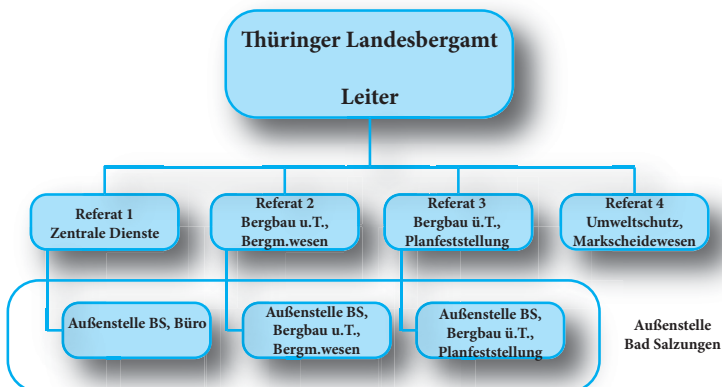 Thüringer Landesbergamt
Leiter
Referat 1
Zentrale Dienste
Referat 2
Bergbau u.T.,
Bergm.wesen
Referat 3
Bergbau ü.T.,
Planfeststellung
Referat 4
Umweltschutz,
Markscheidewesen
Außenstelle BS, Büro
Außenstelle BS,
Bergbau u.T.,
Bergm.wesen
Außenstelle BS,
Bergbau ü.T.,
Planfeststellung
Außenstelle
Bad Salzungen